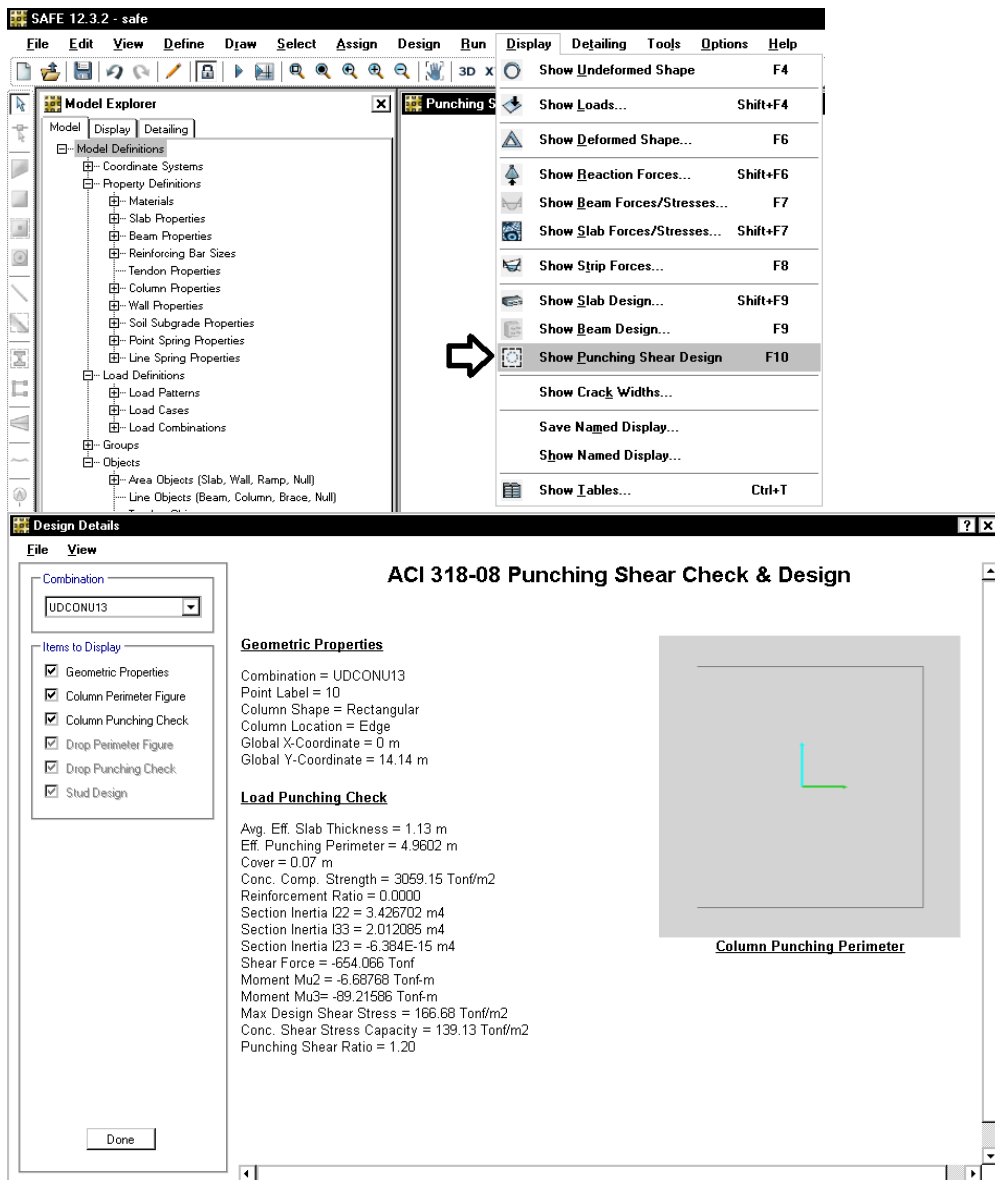 SAFE 12.3.2 - safe
File Edit View Define Draw Select Assign Design Run Display Detailing Tools Options Help
3D X
Model Explorer
Model Display Detailing
Model Definitions
Coordinate Systems
Property Definitions
Materials
Slab Properties
Beam Properties
Reinforcing Bar Sizes
Tendon Properties
Column Properties
Wall Properties
Soil Subgrade Properties
Point Spring Properties
Line Spring Properties
Load Definitions
Load Patterns
Load Cases
Load Combinations
Groups
Objects
Area Objects (Slab, Wall, Ramp, Null)
Line Objects (Beam, Column, Brace, Null)
Punching S
Show Undeformed Shape F4
Show Loads... Shift+F4
Show Deformed Shape... F6
Show Reaction Forces... Shift+F6
Show Beam Forces/Stresses... F7
Show Slab Forces/Stresses... Shift+F7
Show Strip Forces... F8
Show Slab Design... Shift+F9
Show Beam Design... F9
Show Punching Shear Design F10
Show Crack Widths...
Save Named Display...
Show Named Display...
Show Tables... Ctrl+T
Design Details
File View
Combination
UDCONU13
Items to Display
Geometric Properties
Column Perimeter Figure
Column Punching Check
Drop Perimeter Figure
Drop Punching Check
Stud Design
Done
ACI 318-08 Punching Shear Check & Design
Geometric Properties
Combination = UDCONU13
Point Label = 10
Column Shape = Rectangular
Column Location = Edge
Global X-Coordinate = 0 m
Global Y-Coordinate = 14.14 m
Load Punching Check
Avg. Eff. Slab Thickness = 1.13 m
Eff. Punching Perimeter = 4.9602 m
Cover = 0.07 m
Conc. Comp. Strength = 3059.15 Tonf/m2
Reinforcement Ratio = 0.0000
Section Inertia I22 = 3.426702 m4
Section Inertia I33 = 2.012085 m4
Section Inertia I23 = -6.384E-15 m4
Shear Force = -654.066 Tonf
Moment Mu2 = -6.68768 Tonf-m
Moment Mu3= -89.21586 Tonf-m
Max Design Shear Stress = 166.68 Tonf/m2
Conc. Shear Stress Capacity = 139.13 Tonf/m2
Punching Shear Ratio = 1.20
Column Punching Perimeter